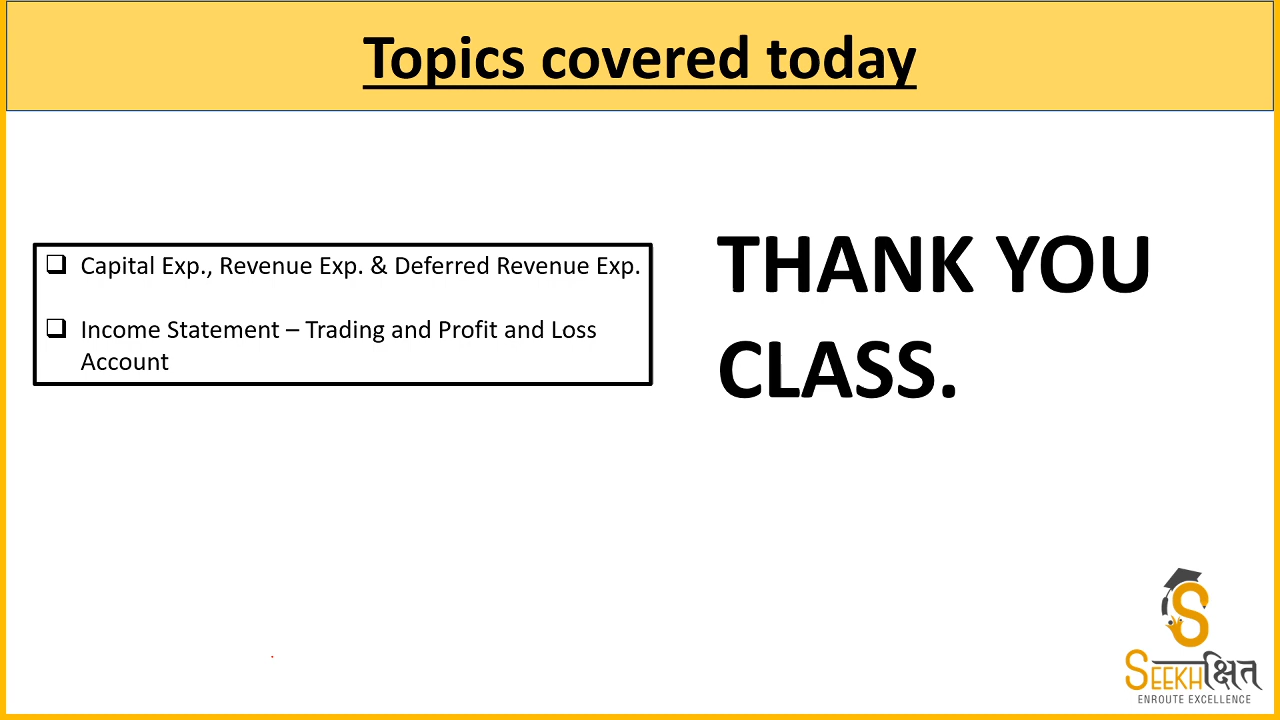 Topics covered today
❑ Capital Exp., Revenue Exp. & Deferred Revenue Exp.
❑ Income Statement – Trading and Profit and Loss
Account
THANK YOU
CLASS.
S
SEEKHक्षित
ENROUTE EXCELLENCE